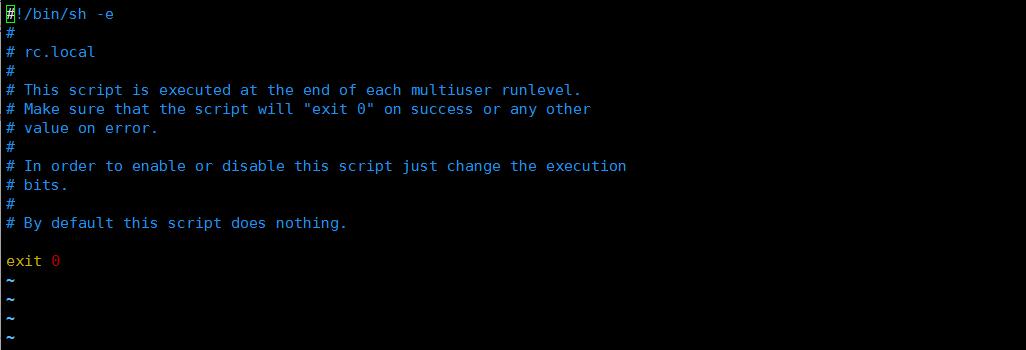 #!/bin/sh -e
#
# rc.local
#
# This script is executed at the end of each multiuser runlevel.
# Make sure that the script will "exit 0" on success or any other
# value on error.
#
# In order to enable or disable this script just change the execution
# bits.
#
# By default this script does nothing.

exit 0
~
~
~
~